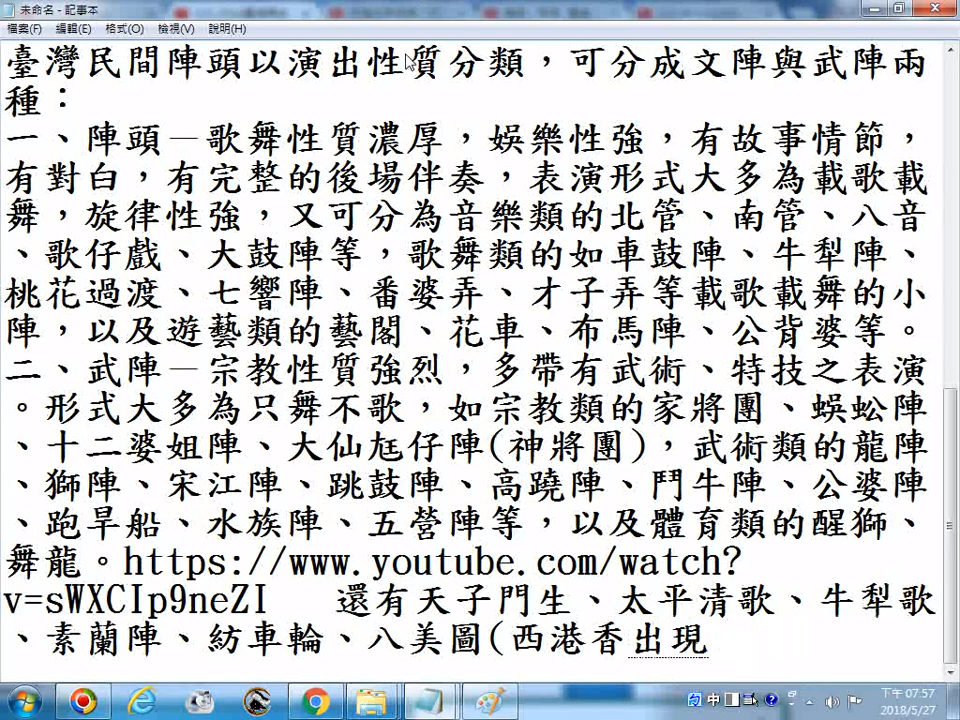 未命名 - 記事本
檔案(F) 編輯(E) 格式(O) 檢視(V) 說明(H)
臺灣民間陣頭以演出性質分類，可分成文陣與武陣兩
種：
一、陣頭—歌舞性質濃厚，娛樂性強，有故事情節，
有對白，有完整的後場伴奏，表演形式大多為載歌載
舞，旋律性強，又可分為音樂類的北管、南管、八音
、歌仔戲、大鼓陣等，歌舞類的如車鼓陣、牛犁陣、
桃花過渡、七響陣、番婆弄、才子弄等載歌載舞的小
陣，以及遊藝類的藝閣、花車、布馬陣、公背婆等。
二、武陣—宗教性質強烈，多帶有武術、特技之表演
。形式大多為只舞不歌，如宗教類的家將團、蜈蚣陣
、十二婆姐陣、大仙尪仔陣(神將團)，武術類的龍陣
、獅陣、宋江陣、跳鼓陣、高蹺陣、鬥牛陣、公婆陣
、跑旱船、水族陣、五營陣等，以及體育類的醒獅、
舞龍。https://www.youtube.com/watch?
v=sWXCIp9neZI 還有天子門生、太平清歌、牛犁歌
、素蘭陣、紡車輪、八美圖(西港香出現
中
下午 07:57
2018/5/27